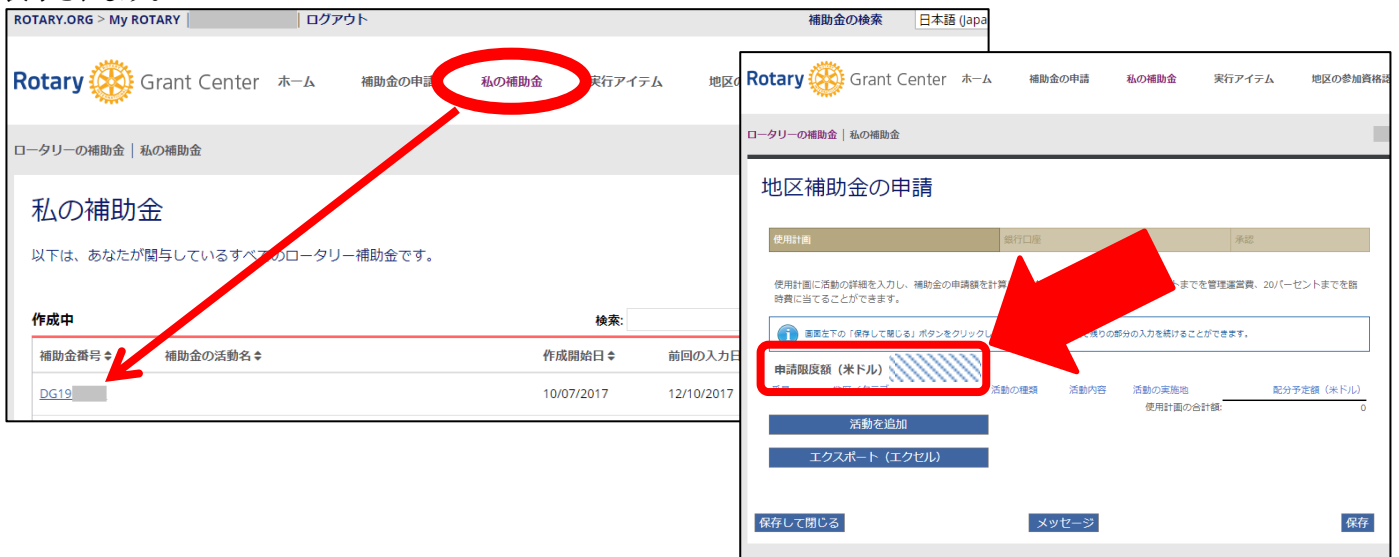 ROTARY.ORG > My ROTARY | | ログアウト 補助金の検索 日本語 (Japa
Rotary Grant Center ホーム 補助金の申請 私の補助金 実行アイテム 地区の
ロータリーの補助金 | 私の補助金
私の補助金
以下は、あなたが関与しているすべてのロータリー補助金です。
作成中 検索:
補助金番号 補助金の活動名 作成開始日 前回の入力日
DG19 10/07/2017 12/10/2017
Rotary Grant Center ホーム 補助金の申請 私の補助金 実行アイテム 地区の参加資格認
ロータリーの補助金 | 私の補助金
地区補助金の申請
使用計画 銀行口座 承認
使用計画に活動の詳細を入力し、補助金の申請額を計算 トまでを管理運営費、20パーセントまでを臨
時費に当てることができます。
画面左下の「保存して閉じる」ボタンをクリックし 残りの部分の入力を続けることができます。
申請限度額（米ドル）
活動の種類 活動内容 活動の実施地 配分予定額（米ドル）
使用計画の合計額: 0
活動を追加
エクスポート（エクセル）
保存して閉じる メッセージ 保存